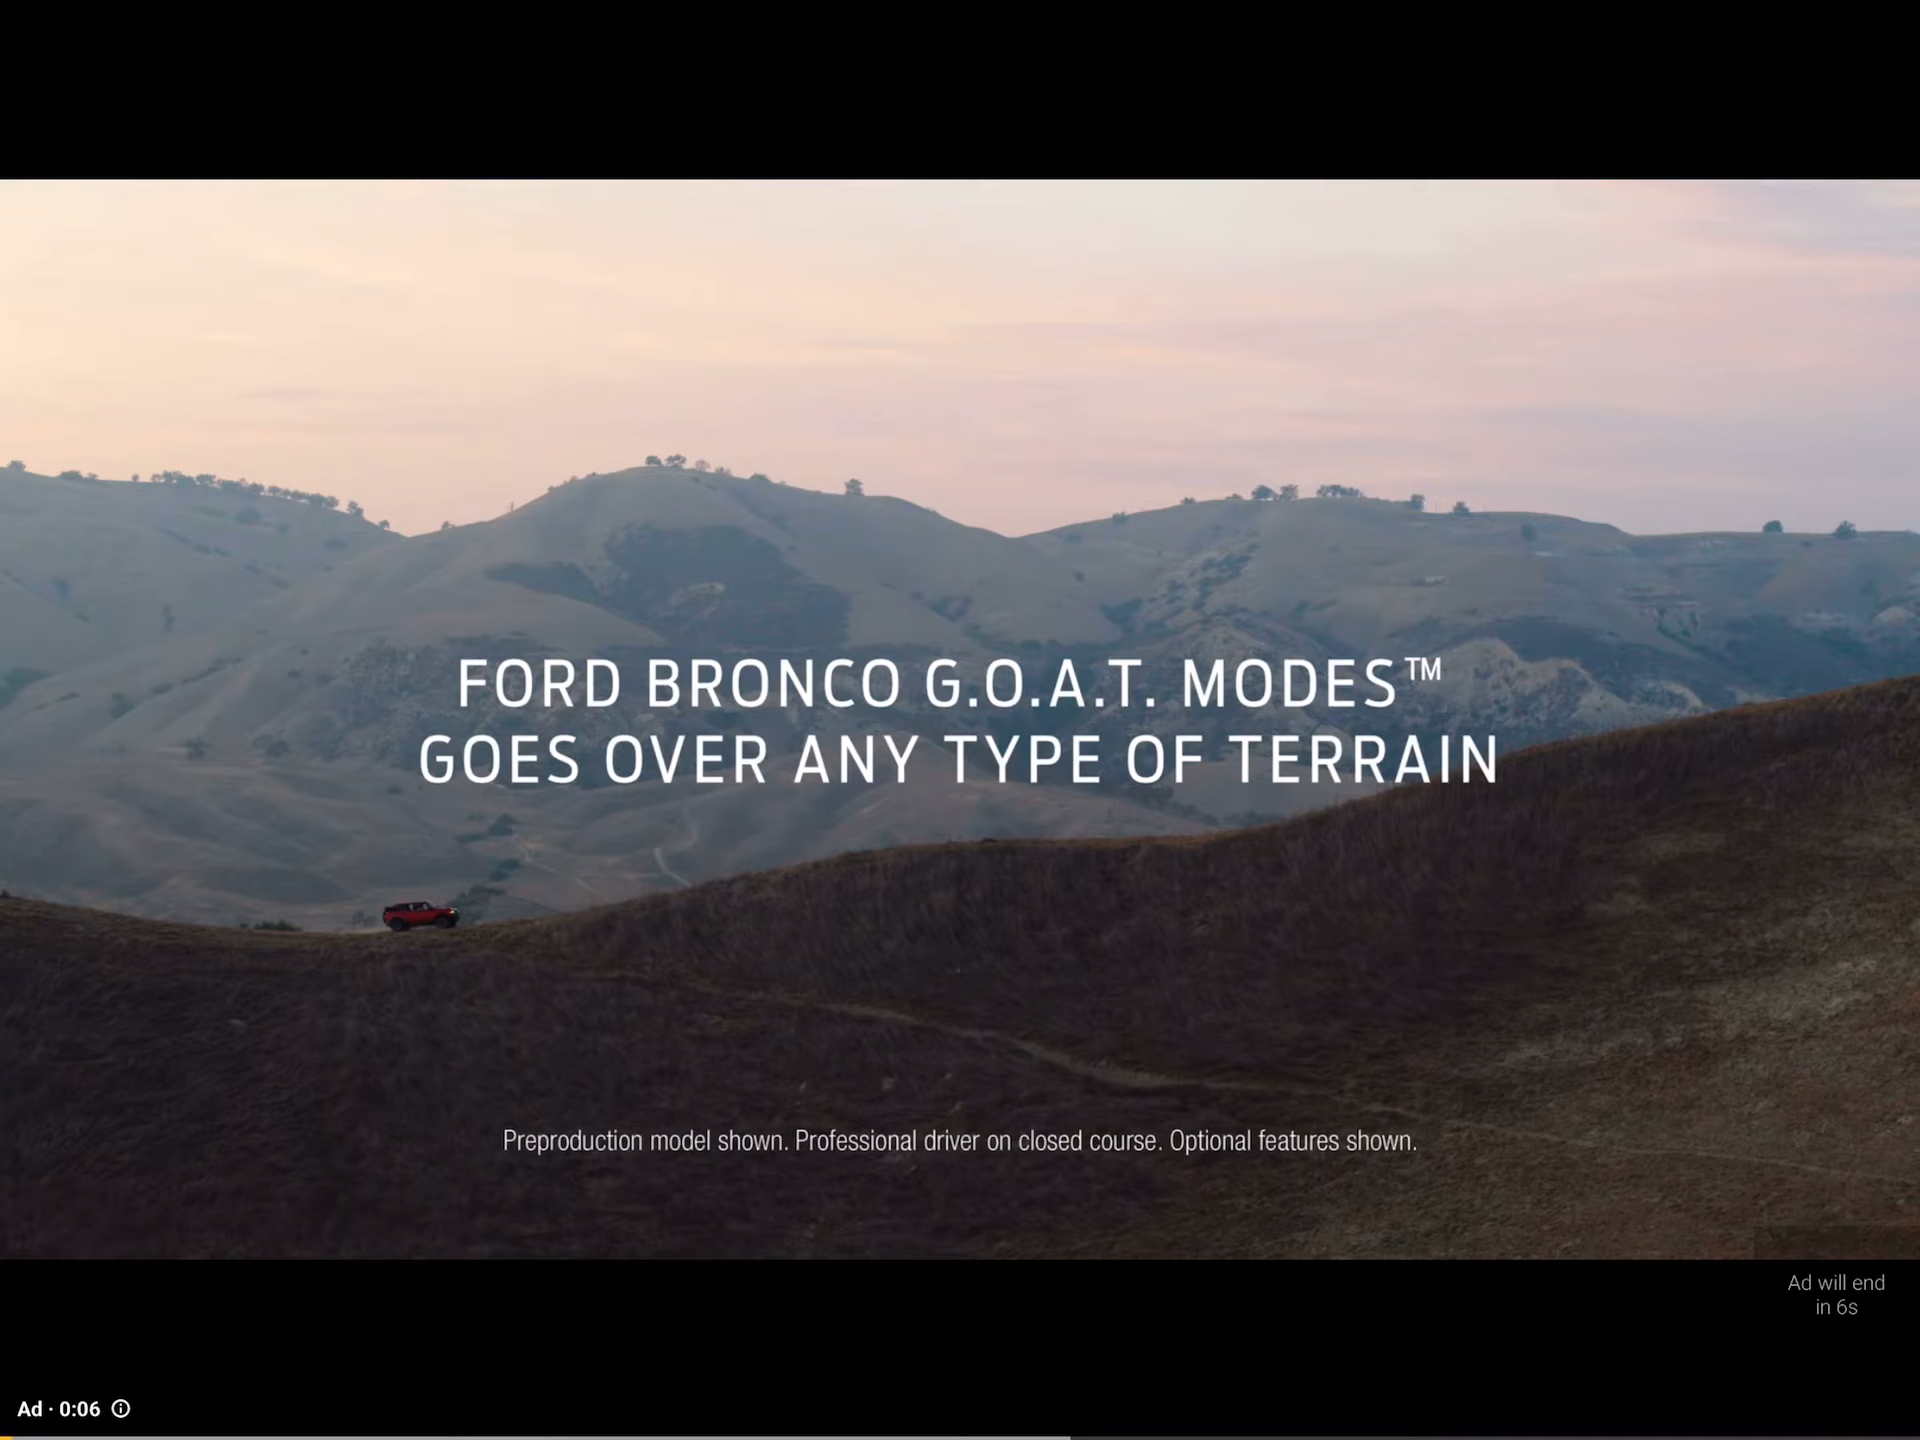 FORD BRONCO G.O.A.T. MODES™
GOES OVER ANY TYPE OF TERRAIN
Preproduction model shown. Professional driver on closed course. Optional features shown.
Ad will end
in 6s
Ad · 0:06